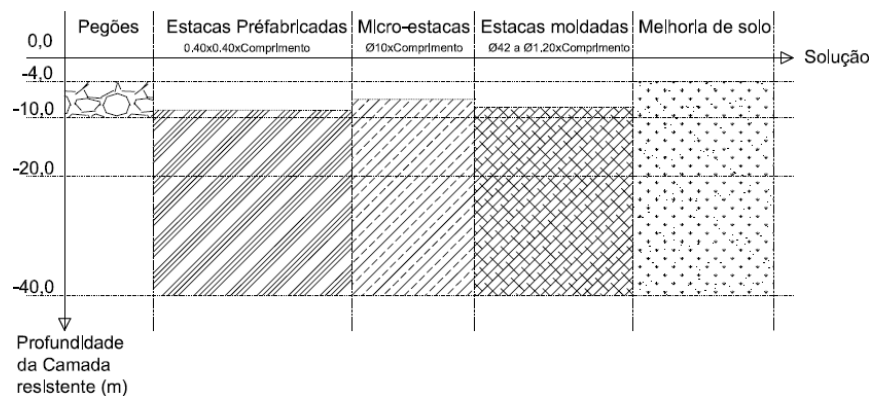 Pegões
Estacas Préfabricadas
0.40x0.40xComprimento
Micro-estacas
Ø10xComprimento
Estacas moldadas
Ø42 a Ø1,20xComprimento
Melhoria de solo
0,0
Solução
-4,0
-10,0
-20,0
-40,0
Profundidade
da Camada
resistente (m)